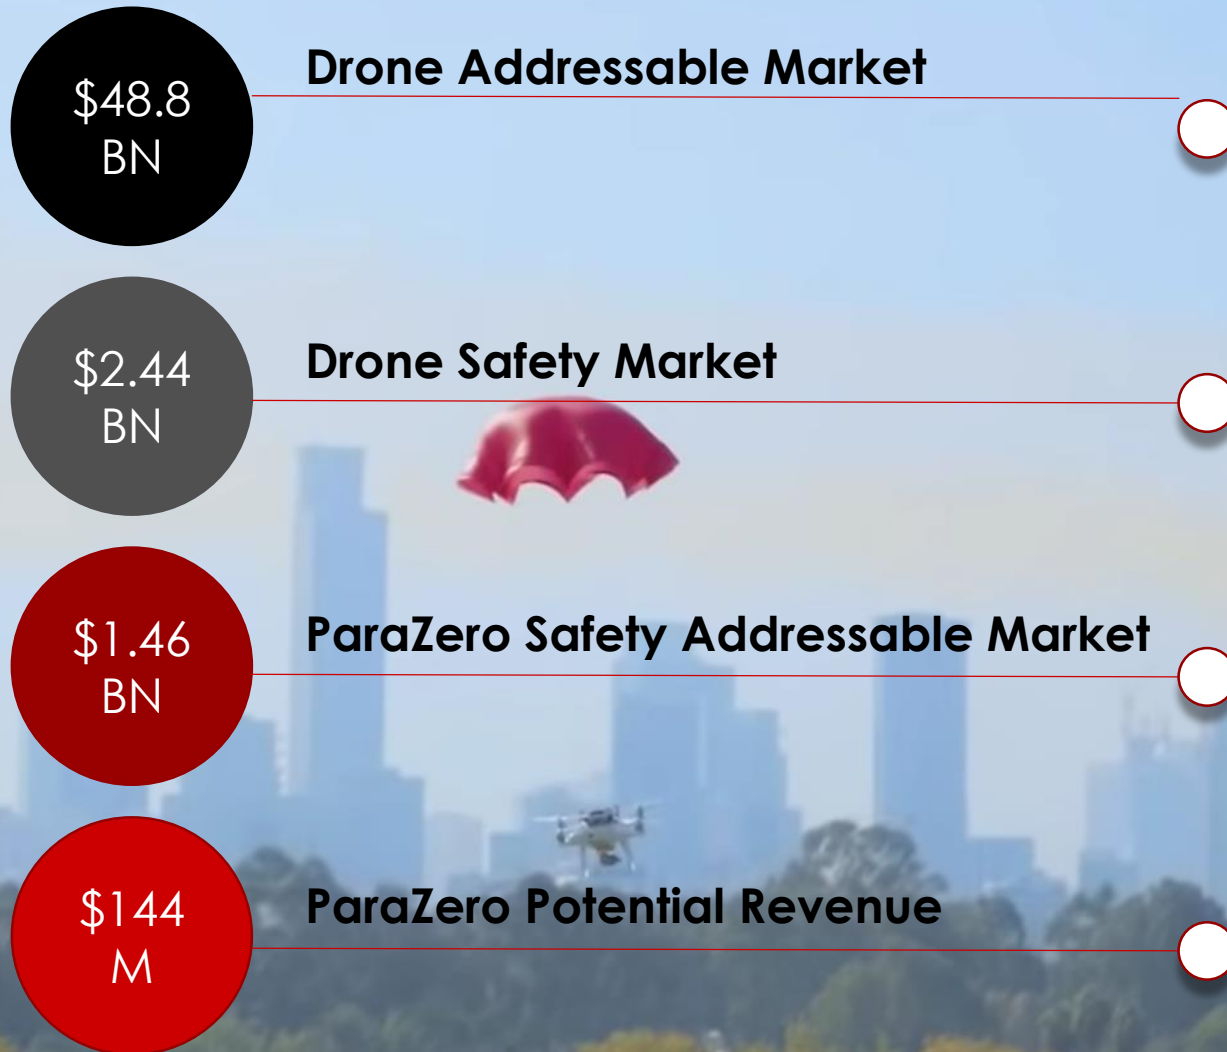 $48.8
BN
Drone Addressable Market
$2.44
BN
Drone Safety Market
$1.46
BN
ParaZero Safety Addressable Market
$144
M
ParaZero Potential Revenue